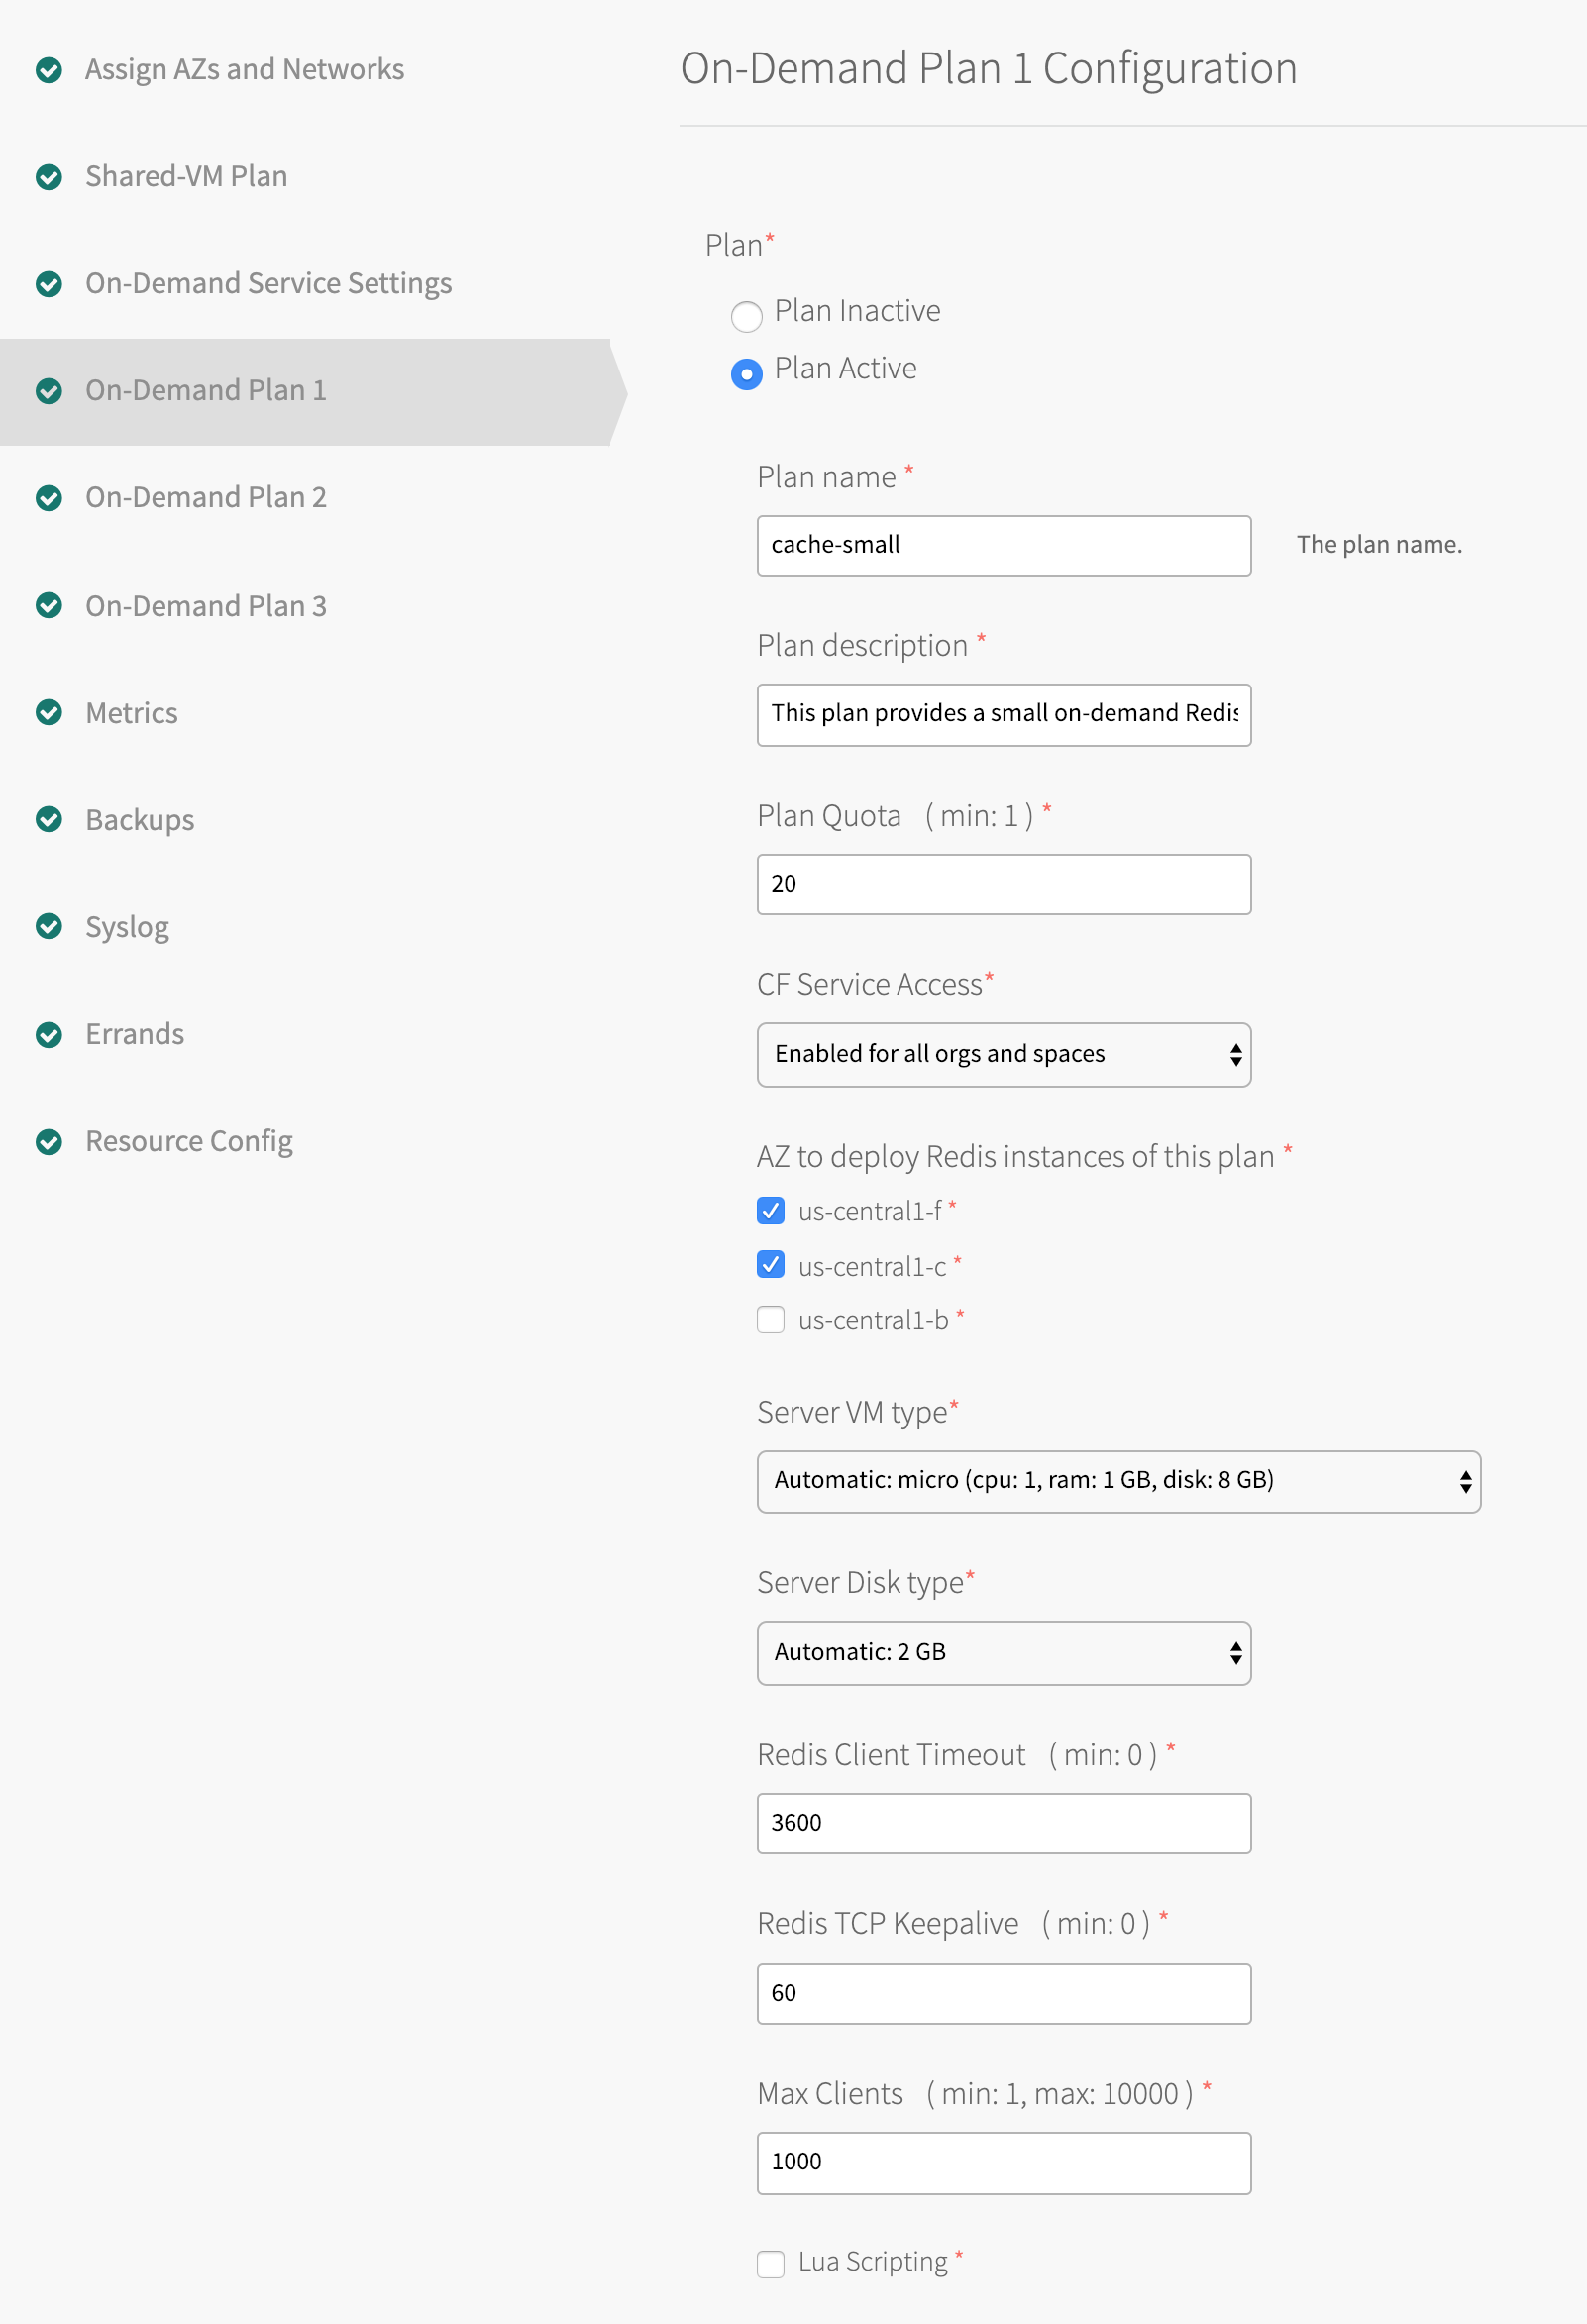 Assign AZs and Networks
Shared-VM Plan
On-Demand Service Settings
On-Demand Plan 1
On-Demand Plan 2
On-Demand Plan 3
Metrics
Backups
Syslog
Errands
Resource Config
On-Demand Plan 1 Configuration
Plan*
Plan Inactive
Plan Active
Plan name *
cache-small
The plan name.
Plan description *
This plan provides a small on-demand Redis
Plan Quota ( min: 1 ) *
20
CF Service Access*
Enabled for all orgs and spaces
AZ to deploy Redis instances of this plan *
us-central1-f *
us-central1-c *
us-central1-b *
Server VM type*
Automatic: micro (cpu: 1, ram: 1 GB, disk: 8 GB)
Server Disk type*
Automatic: 2 GB
Redis Client Timeout ( min: 0 ) *
3600
Redis TCP Keepalive ( min: 0 ) *
60
Max Clients ( min: 1, max: 10000 ) *
1000
Lua Scripting *